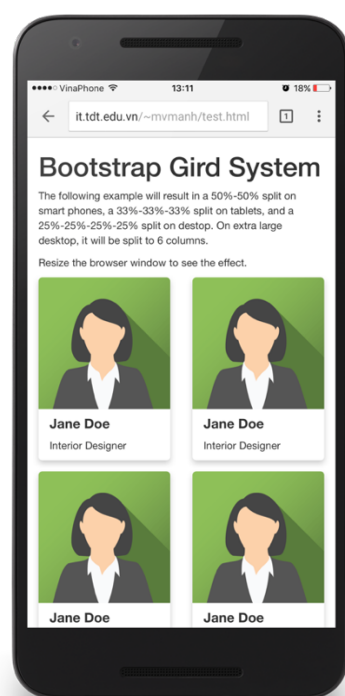 VinaPhone 13:11 18%
it.tdt.edu.vn/~mvmanh/test.html 1
Bootstrap Gird System
The following example will result in a 50%-50% split on
smart phones, a 33%-33%-33% split on tablets, and a
25%-25%-25%-25% split on destop. On extra large
desktop, it will be split to 6 columns.
Resize the browser window to see the effect.
Jane Doe Jane Doe
Interior Designer Interior Designer
Jane Doe Jane Doe